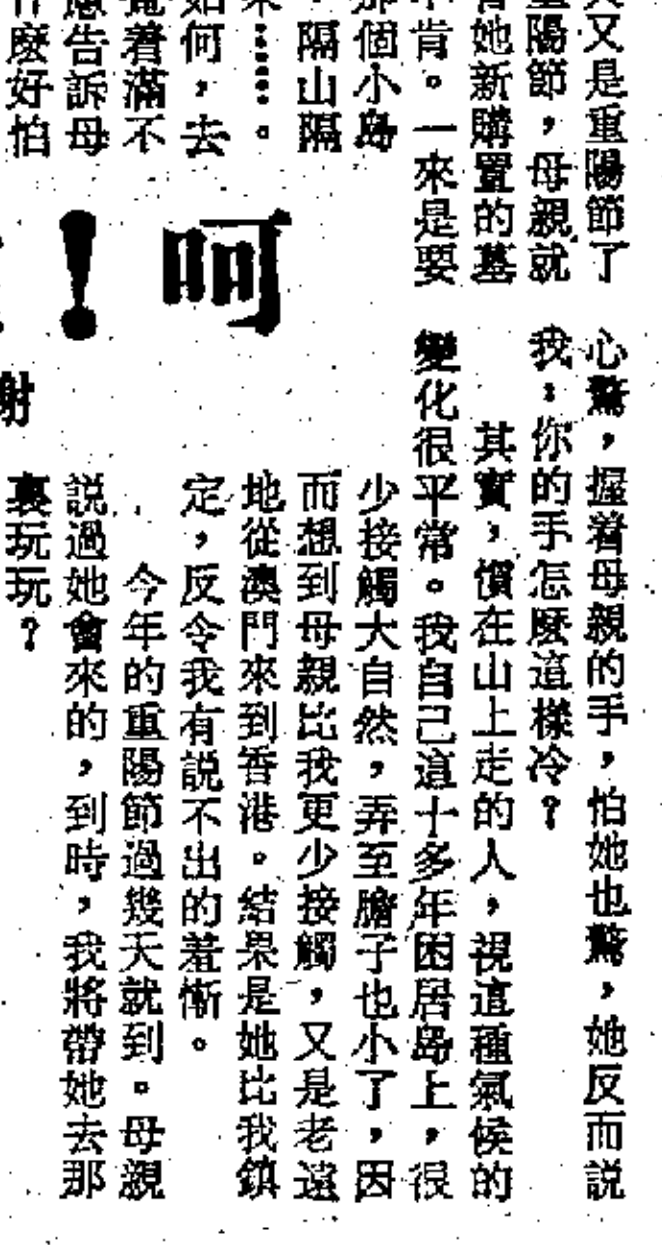 又是重陽節了
陽節，母親就
她新購置的墓
肯。一來是要
個小島
隔山隔
來……。
如何，去
着滿不
告訴母
麼好怕
呵！
心驚，握着母親的手，怕她也驚，她反而説
我：你的手怎麼這樣冷？
其實，慣在山上走的人，視這種氣候的
變化很平常。我自己這十多年困居島上，很
少接觸大自然，弄至膽子也小了，因
而想到母親比我更少接觸，又是老遠
地從澳門來到香港。結果是她比我鎮
定，反令我有説不出的羞慚。
今年的重陽節過幾天就到。母親
説過她會來的，到時，我將帶她去那
裏玩玩？